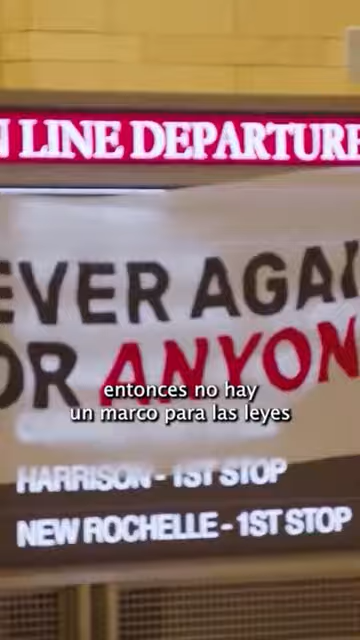 LINE DEPARTURE
EVER AGAI
OR ANYON
entonces no hay
un marco para las leyes
HARRISON - 1ST STOP
NEW ROCHELLE - 1ST STOP